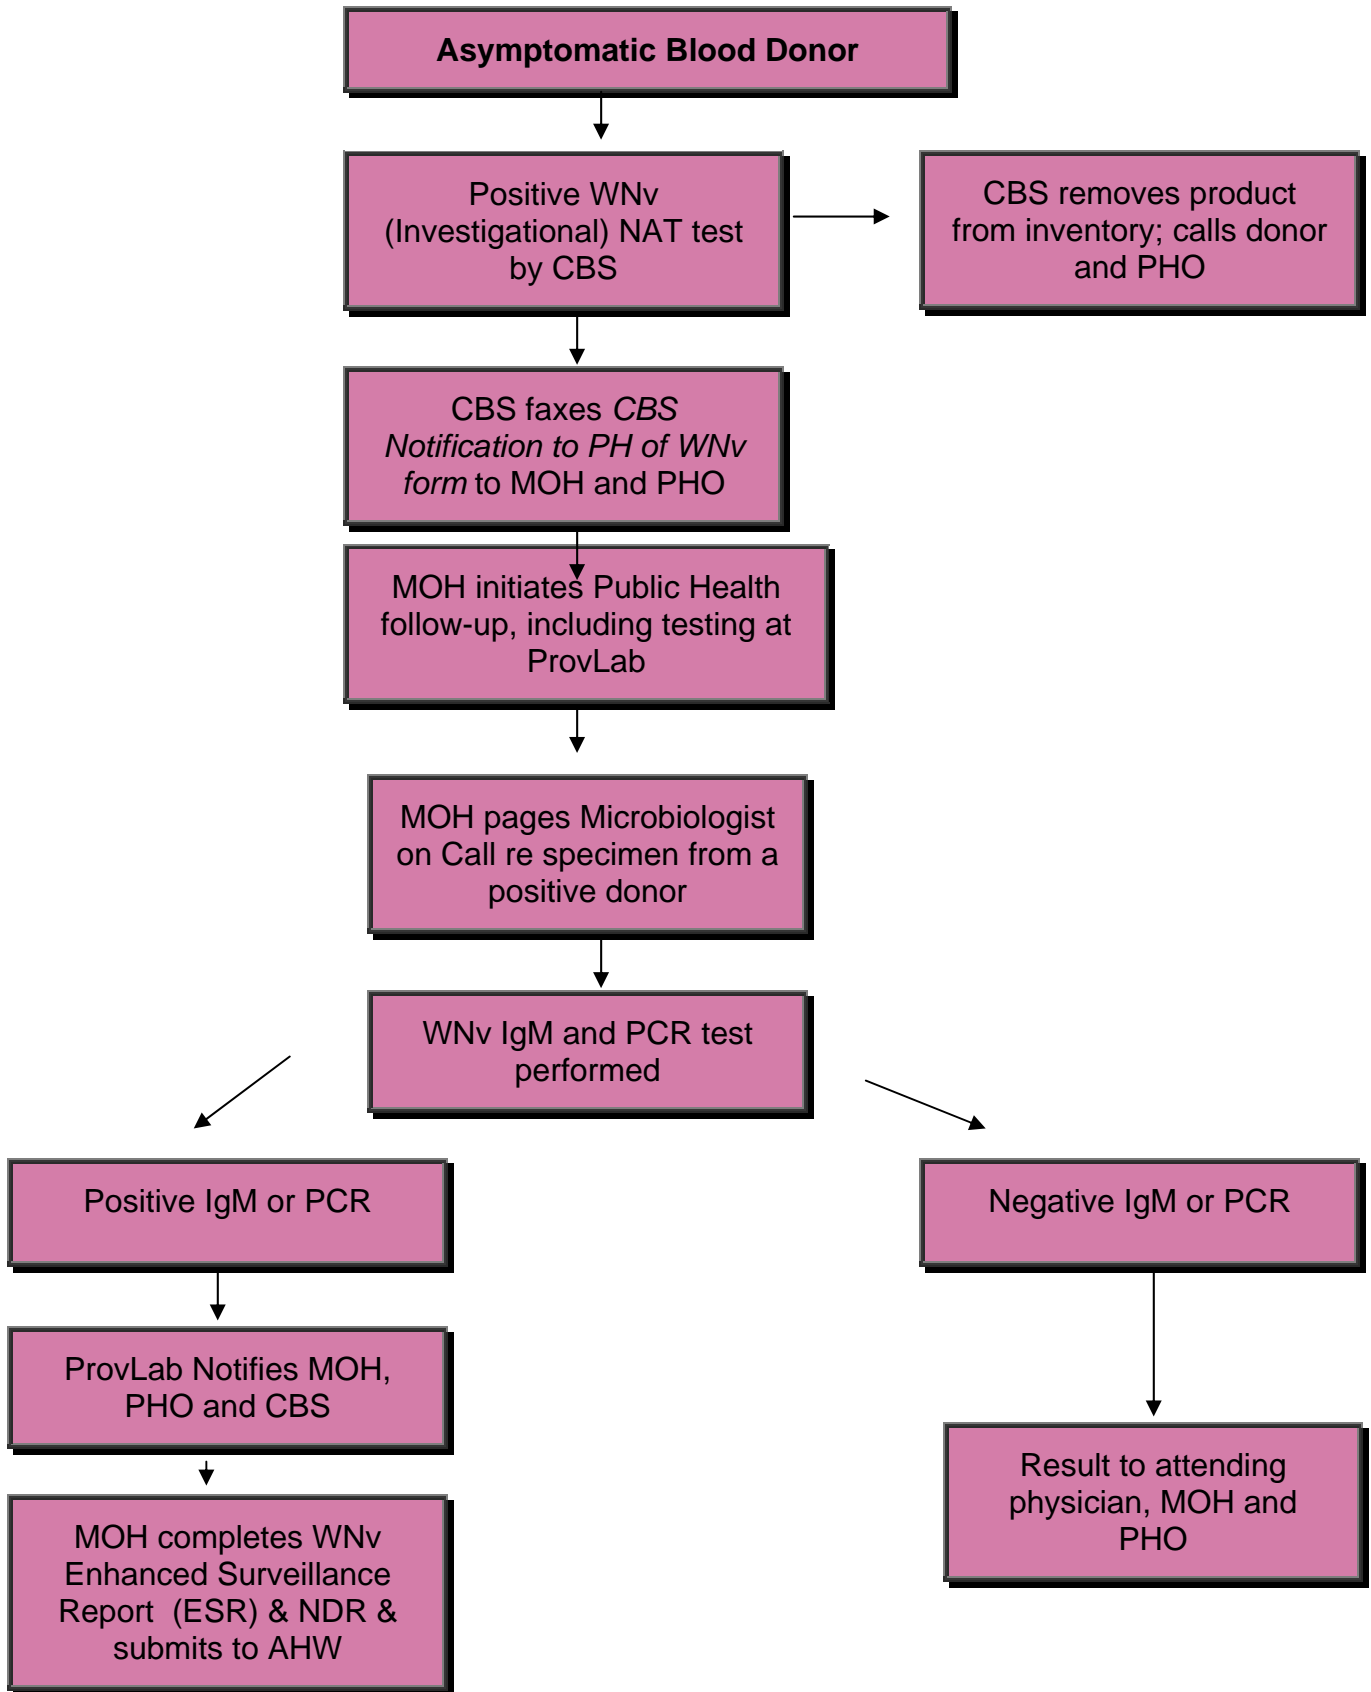 Asymptomatic Blood Donor
Positive WNv
(Investigational) NAT test
by CBS
CBS removes product
from inventory; calls donor
and PHO
CBS faxes CBS
Notification to PH of WNv
form to MOH and PHO
MOH initiates Public Health
follow-up, including testing at
ProvLab
MOH pages Microbiologist
on Call re specimen from a
positive donor
WNv IgM and PCR test
performed
Positive IgM or PCR
Negative IgM or PCR
ProvLab Notifies MOH,
PHO and CBS
Result to attending
physician, MOH and
PHO
MOH completes WNv
Enhanced Surveillance
Report (ESR) & NDR &
submits to AHW